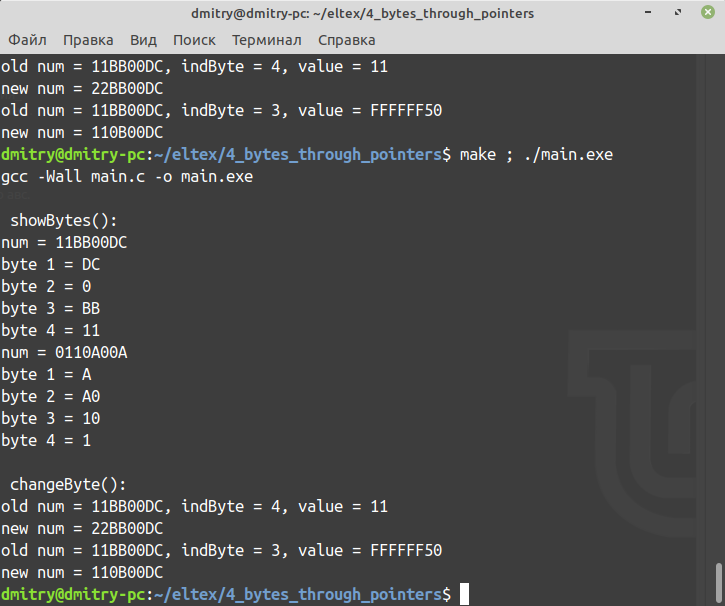 dmitry@dmitry-pc: ~/eltex/4_bytes_through_pointers
Файл Правка Вид Поиск Терминал Справка
old num = 11BB00DC, indByte = 4, value = 11
new num = 22BB00DC
old num = 11BB00DC, indByte = 3, value = FFFFFF50
new num = 110B00DC
dmitry@dmitry-pc:~/eltex/4_bytes_through_pointers$ make ; ./main.exe
gcc -Wall main.c -o main.exe
showBytes():
num = 11BB00DC
byte 1 = DC
byte 2 = 0
byte 3 = BB
byte 4 = 11
num = 0110A00A
byte 1 = A
byte 2 = A0
byte 3 = 10
byte 4 = 1
changeByte():
old num = 11BB00DC, indByte = 4, value = 11
new num = 22BB00DC
old num = 11BB00DC, indByte = 3, value = FFFFFF50
new num = 110B00DC
dmitry@dmitry-pc:~/eltex/4_bytes_through_pointers$